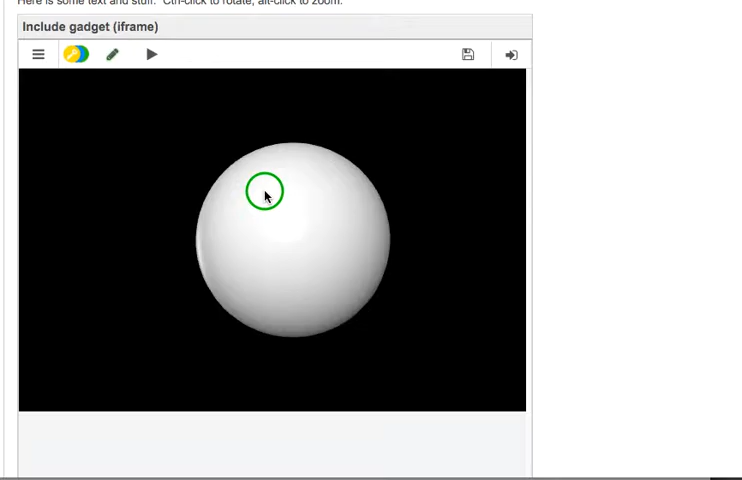 Here is some text and stuff.  Ctrl-click to rotate, alt-click to zoom.
Include gadget (iframe)